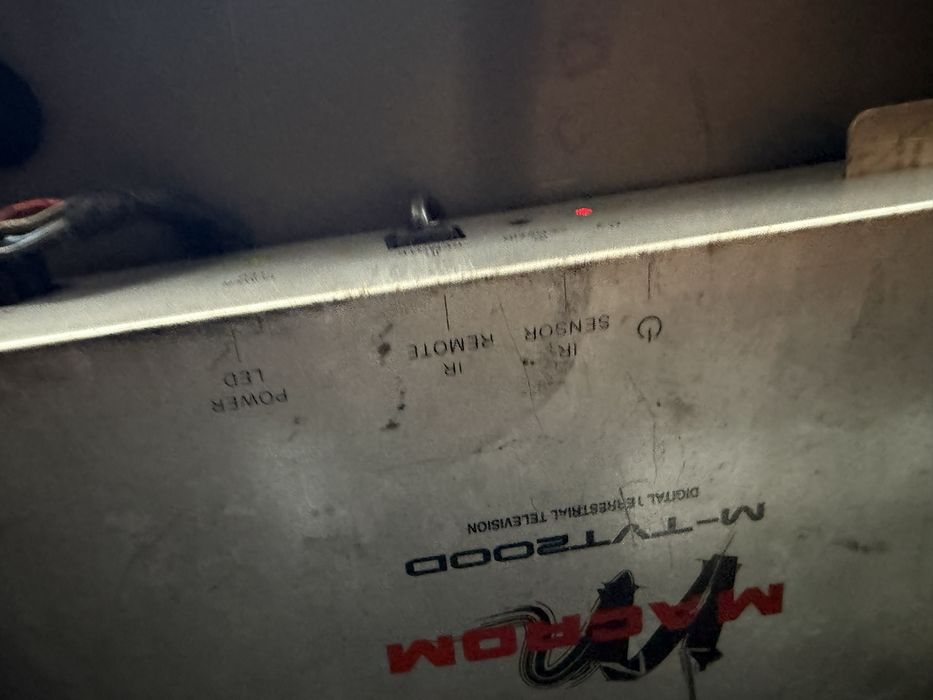 MACROM
M-TVT200D
DIGITAL TERRESTRIAL TELEVISION
POWER
LED
IR
REMOTE
IR
SENSOR